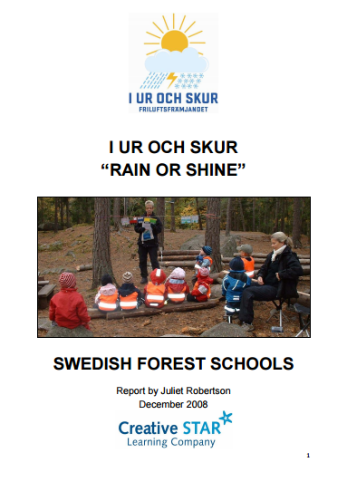 I UR OCH SKUR
FRILUFTSFRÄMJANDET
I UR OCH SKUR
“RAIN OR SHINE”
SWEDISH FOREST SCHOOLS
Report by Juliet Robertson
December 2008
Creative STAR
Learning Company
1